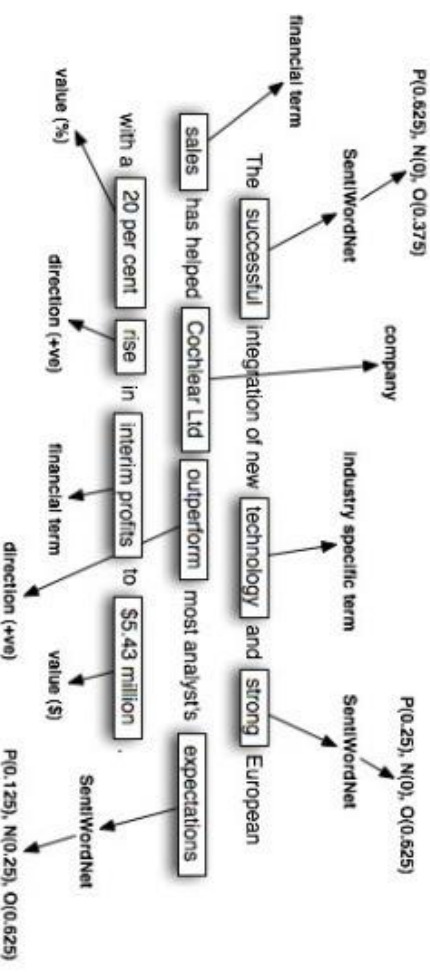 P(0.625), N(0), O(0.375)
P(0.25), N(0), O(0.625)
SentiWordNet
company
industry specific term
SentiWordNet
financial term
The successful integration of new technology and strong European
sales has helped Cochlear Ltd outperform most analyst's expectations
with a 20 per cent rise in interim profits to $5.43 million .
value (%)
direction (+ve)
financial term
value ($)
SentiWordNet
direction (+ve)
P(0.125), N(0.25), O(0.625)